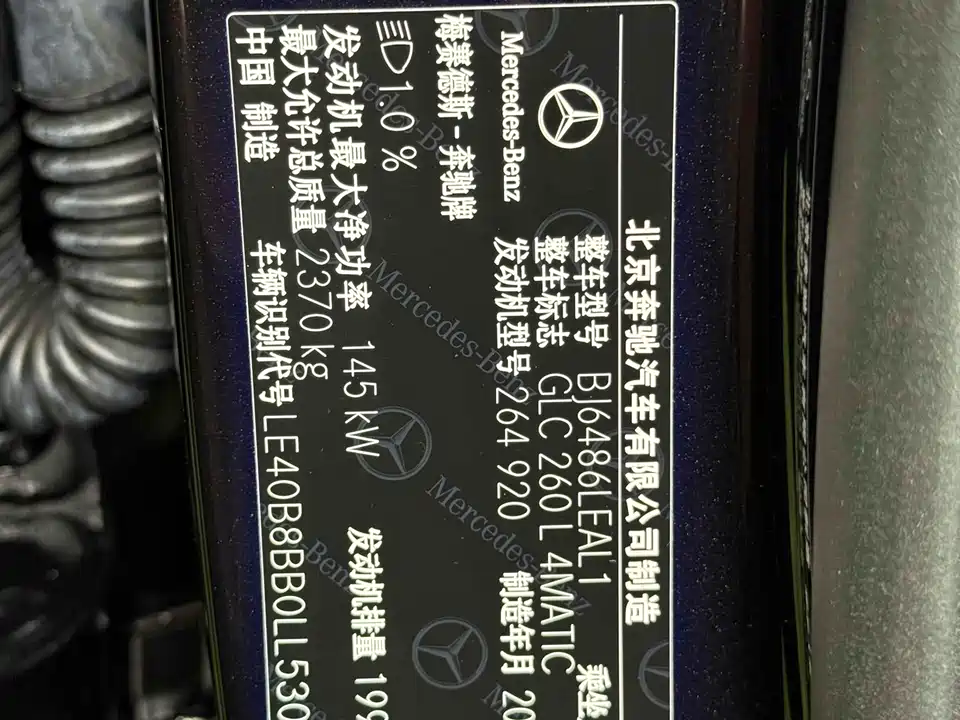 北京奔驰汽车有限公司制造
Mercedes-Benz
梅赛德斯-奔驰牌
整车型号 BJ6486LEAL1 乘坐
整车标志 GLC 260 L 4MATIC
发动机型号 264 920 制造年月 20
1.0 %
发动机最大净功率 145 kW 发动机排量 199
最大允许总质量 2370 kg
中国 制造 车辆识别代号 LE40B8BB0LL530